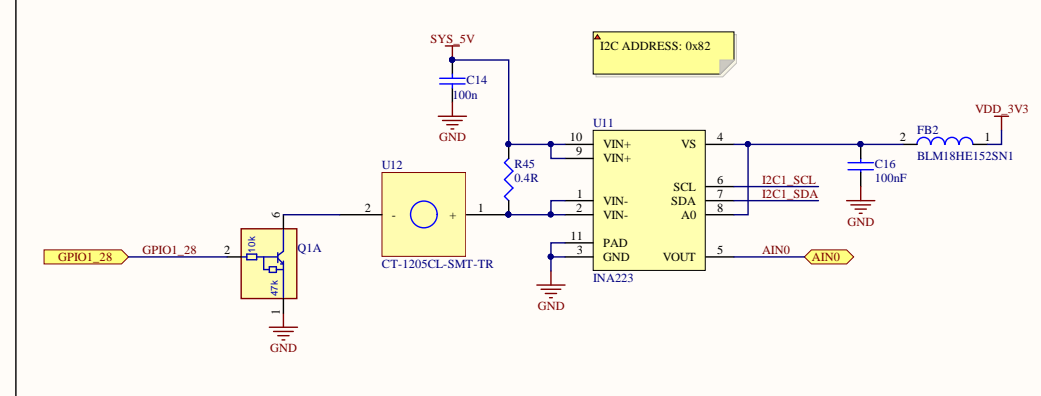 SYS_5V
I2C ADDRESS: 0x82
C14
100n
GND
VDD_3V3
U11
FB2
10 VIN+ VS 4 2 1
9 VIN+ BLM18HE152SN1
U12
R45
0.4R
C16
100nF
SCL 6 I2C1_SCL
1 VIN- SDA 7 I2C1_SDA
2 - + 1 2 VIN- A0 8
6
GND
11 PAD
10k
Q1A
GPIO1_28 GPIO1_28 2
3 GND VOUT 5 AIN0 AIN0
CT-1205CL-SMT-TR
INA223
47k
1
GND
GND